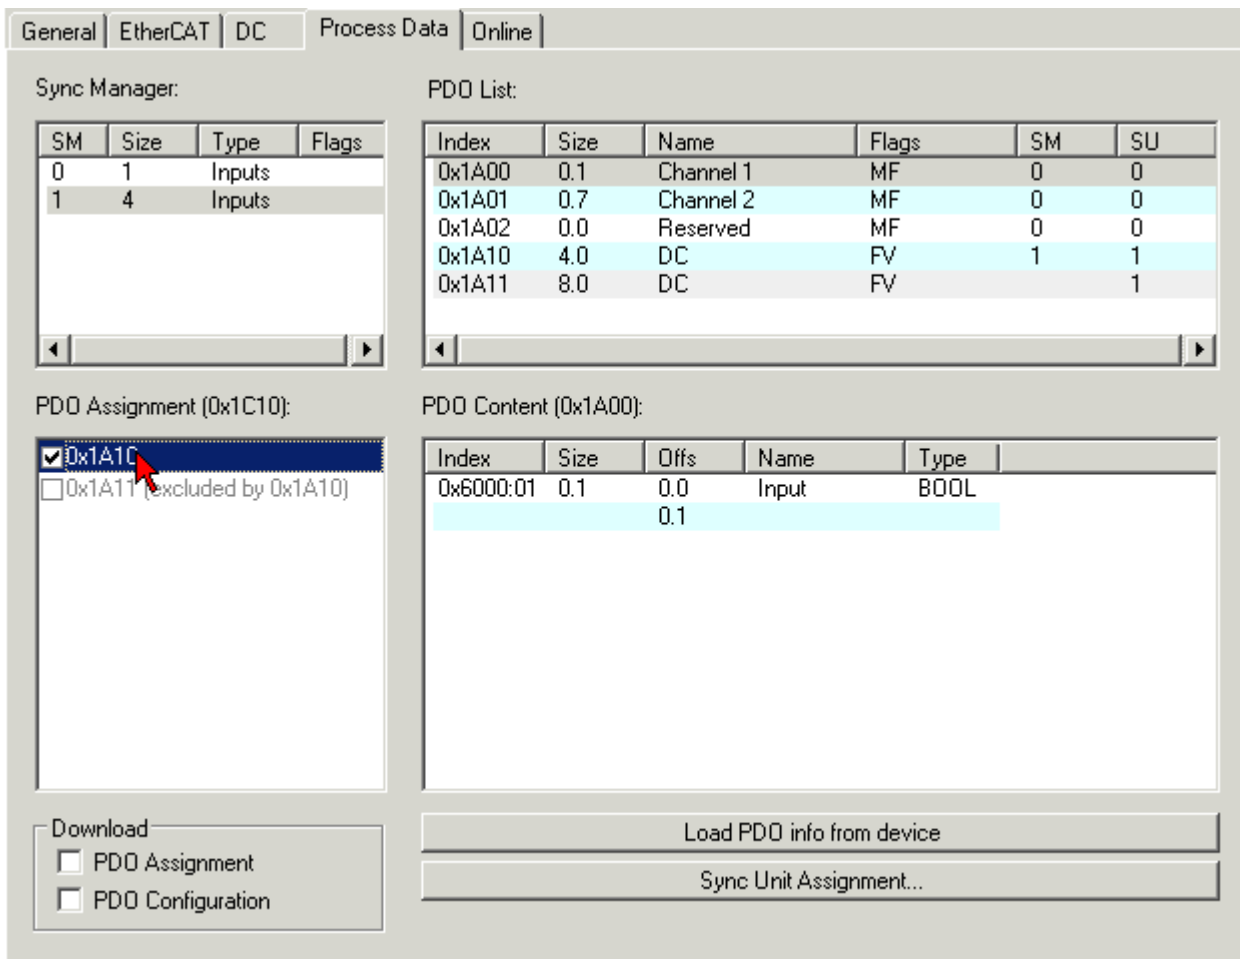 General EtherCAT DC Process Data Online
Sync Manager:
SM Size Type Flags
0 1 Inputs
1 4 Inputs
PDO List:
Index Size Name Flags SM SU
0x1A00 0.1 Channel 1 MF 0 0
0x1A01 0.7 Channel 2 MF 0 0
0x1A02 0.0 Reserved MF 0 0
0x1A10 4.0 DC FV 1 1
0x1A11 8.0 DC FV 1
PDO Assignment (0x1C10):
0x1A10
0x1A11 (excluded by 0x1A10)
PDO Content (0x1A00):
Index Size Offs Name Type
0x6000:01 0.1 0.0 Input BOOL
0.1
Download
PDO Assignment
PDO Configuration
Load PDO info from device
Sync Unit Assignment...